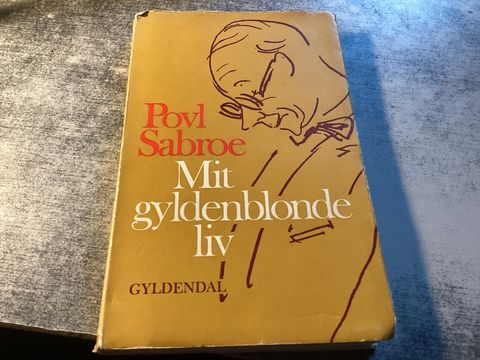 Povl
Sabroe
Mit
gyldenblonde
liv
GYLDENDAL